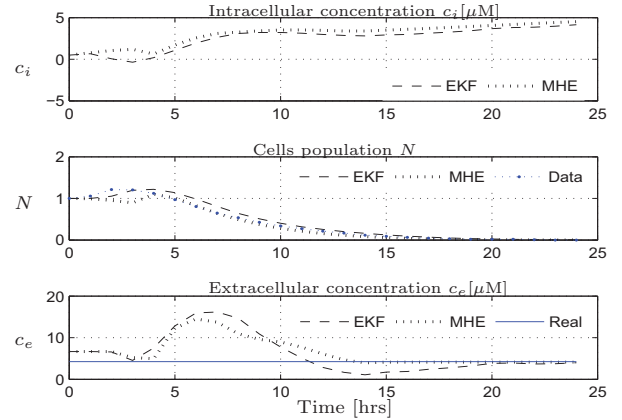 Intracellular concentration c_i[μM]
5
0
−5
c_i
EKF MHE
0 5 10 15 20 25
Cells population N
2
1
0
N
EKF MHE Data
0 5 10 15 20 25
Extracellular concentration c_e[μM]
20
10
0
c_e
EKF MHE Real
0 5 10 15 20 25
Time [hrs]